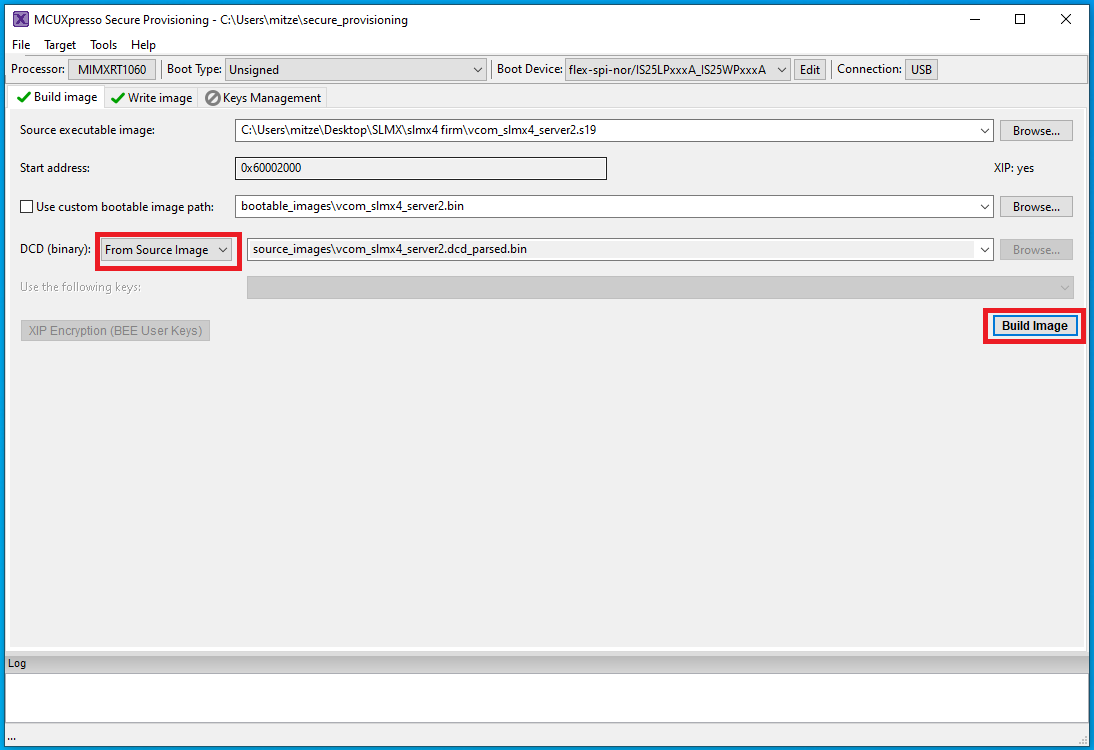 MCUXpresso Secure Provisioning - C:\Users\mitze\secure_provisioning
File Target Tools Help
Processor: MIMXRT1060 Boot Type: Unsigned Boot Device: flex-spi-nor/IS25LPxxxA_IS25WPxxxA Edit Connection: USB
Build image Write image Keys Management
Source executable image: C:\Users\mitze\Desktop\SLMX\slmx4 firm\vcom_slmx4_server2.s19 Browse...
Start address: 0x60002000 XIP: yes
Use custom bootable image path: bootable_images\vcom_slmx4_server2.bin Browse...
DCD (binary): From Source Image source_images\vcom_slmx4_server2.dcd_parsed.bin Browse...
Use the following keys:
XIP Encryption (BEE User Keys) Build Image
Log
...